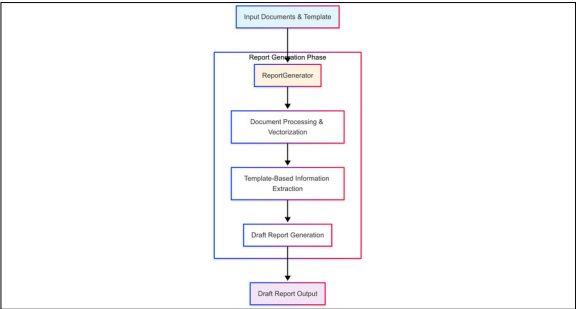 Input Documents & Template
Report Generation Phase
ReportGenerator
Document Processing &
Vectorization
Template-Based Information
Extraction
Draft Report Generation
Draft Report Output